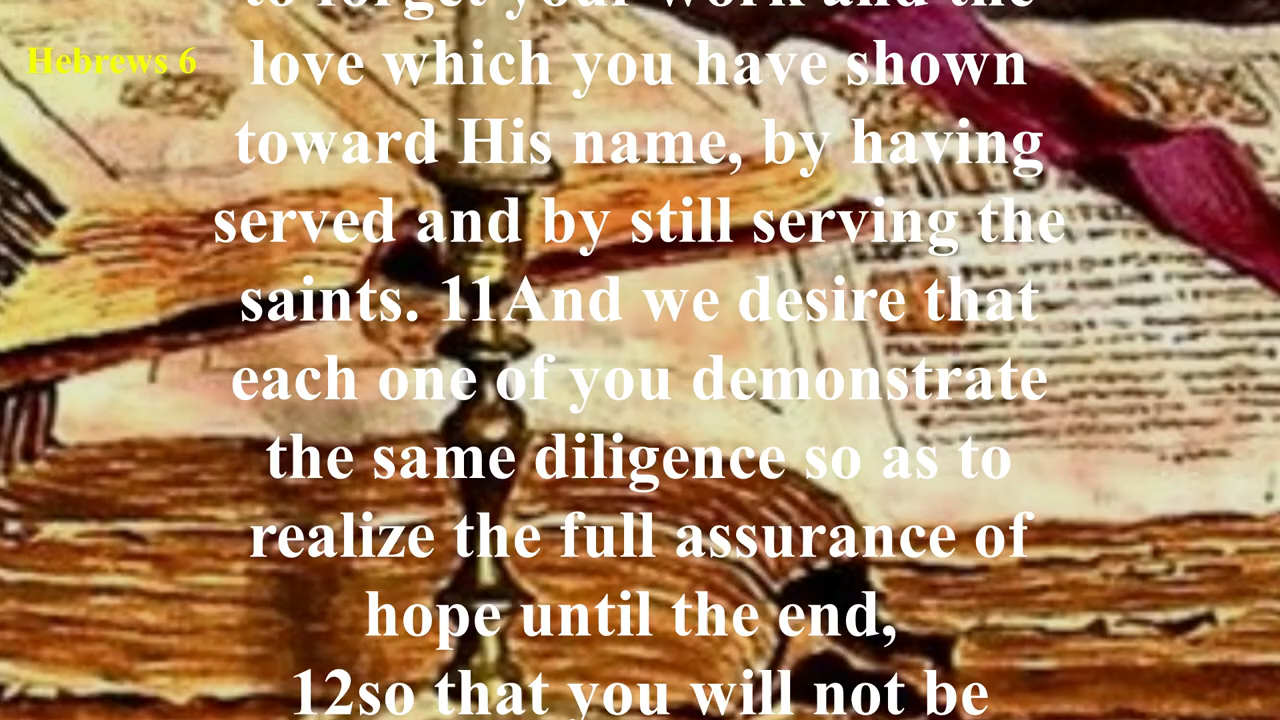 to forget your work and the
Hebrews 6
love which you have shown
toward His name, by having
served and by still serving the
saints. 11And we desire that
each one of you demonstrate
the same diligence so as to
realize the full assurance of
hope until the end,
12so that you will not be